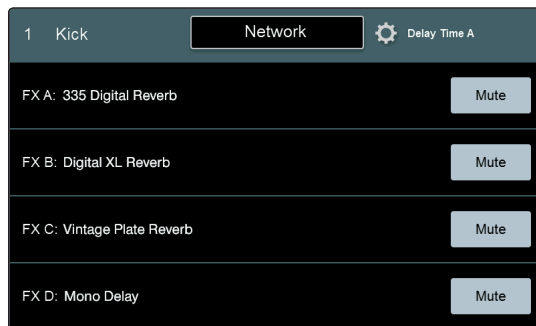 1 Kick Network Delay Time A
FX A: 335 Digital Reverb Mute
FX B: Digital XL Reverb Mute
FX C: Vintage Plate Reverb Mute
FX D: Mono Delay Mute